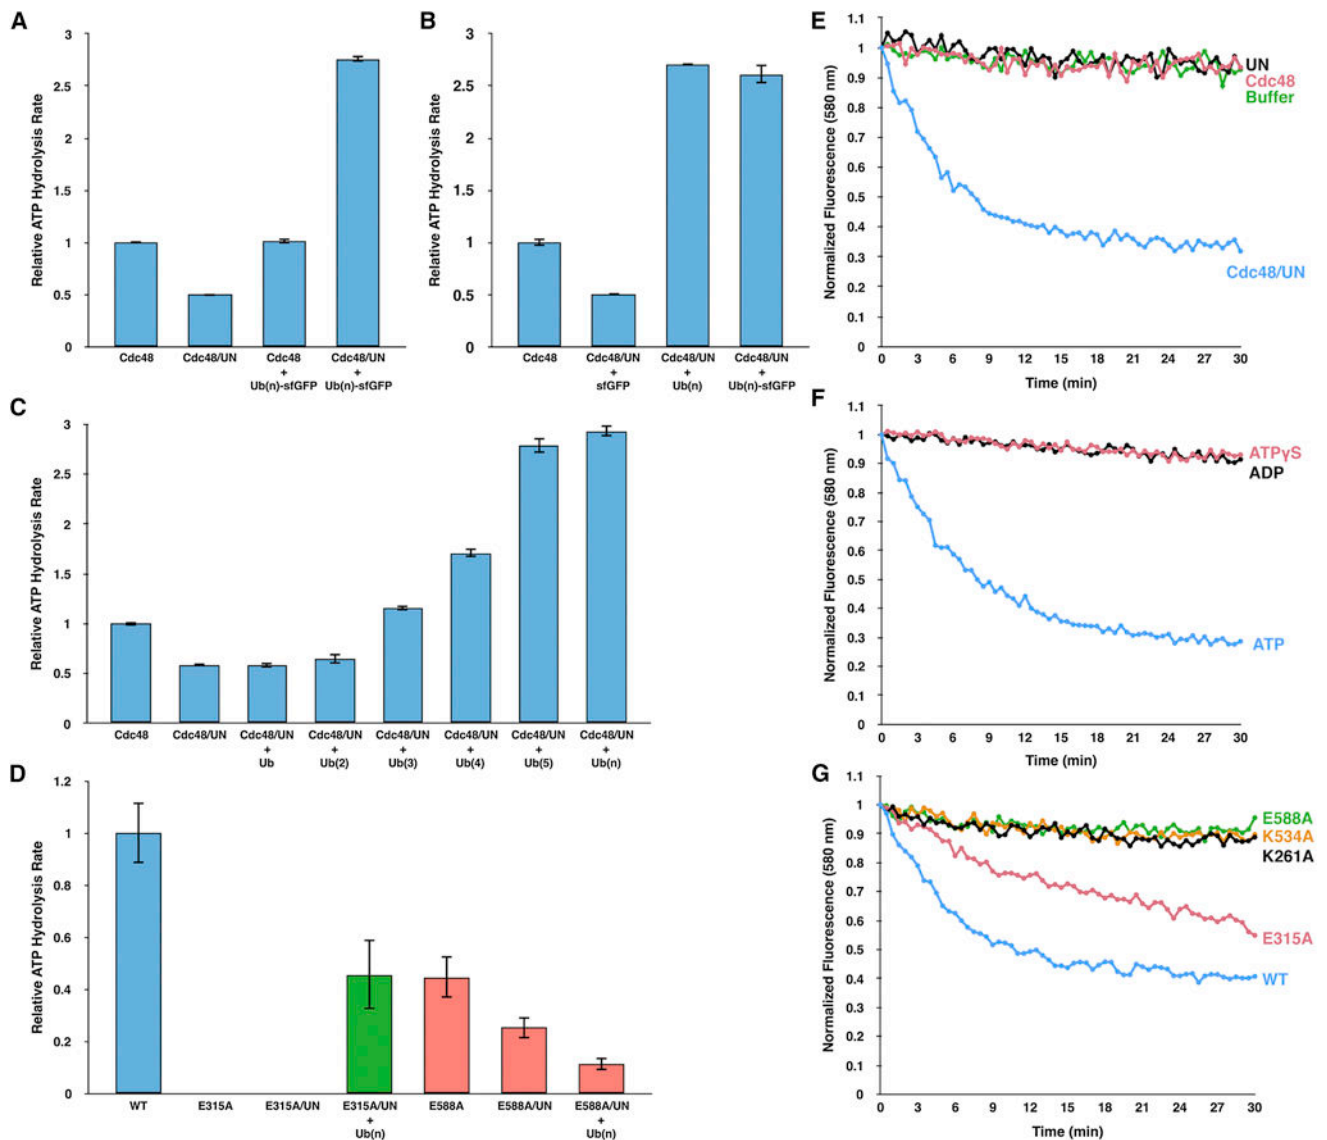 A
Relative ATP Hydrolysis Rate
3
2.5
2
1.5
1
0.5
0
Cdc48
Cdc48/UN
Cdc48
+
Ub(n)-sfGFP
Cdc48/UN
+
Ub(n)-sfGFP
B
Relative ATP Hydrolysis Rate
3
2.5
2
1.5
1
0.5
0
Cdc48
Cdc48/UN
+
sfGFP
Cdc48/UN
+
Ub(n)
Cdc48/UN
+
Ub(n)-sfGFP
C
Relative ATP Hydrolysis Rate
3
2.5
2
1.5
1
0.5
0
Cdc48
Cdc48/UN
Cdc48/UN
+
Ub
Cdc48/UN
+
Ub(2)
Cdc48/UN
+
Ub(3)
Cdc48/UN
+
Ub(4)
Cdc48/UN
+
Ub(5)
Cdc48/UN
+
Ub(n)
D
Relative ATP Hydrolysis Rate
1.2
1
0.8
0.6
0.4
0.2
0
WT
E315A
E315A/UN
E315A/UN
+
Ub(n)
E588A
E588A/UN
E588A/UN
+
Ub(n)
E
Normalized Fluorescence (580 nm)
1.1
1
0.9
0.8
0.7
0.6
0.5
0.4
0.3
0.2
0.1
0
UN
Cdc48
Buffer
Cdc48/UN
0 3 6 9 12 15 18 21 24 27 30
Time (min)
F
Normalized Fluorescence (580 nm)
1.1
1
0.9
0.8
0.7
0.6
0.5
0.4
0.3
0.2
0.1
0
ATPγS
ADP
ATP
0 3 6 9 12 15 18 21 24 27 30
Time (min)
G
Normalized Fluorescence (580 nm)
1.1
1
0.9
0.8
0.7
0.6
0.5
0.4
0.3
0.2
0.1
0
E588A
K534A
K261A
E315A
WT
0 3 6 9 12 15 18 21 24 27 30
Time (min)